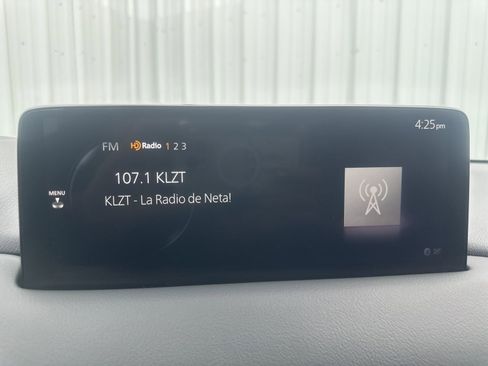 4:25pm
FM HD Radio 1 2 3
107.1 KLZT
MENU
KLZT - La Radio de Neta!